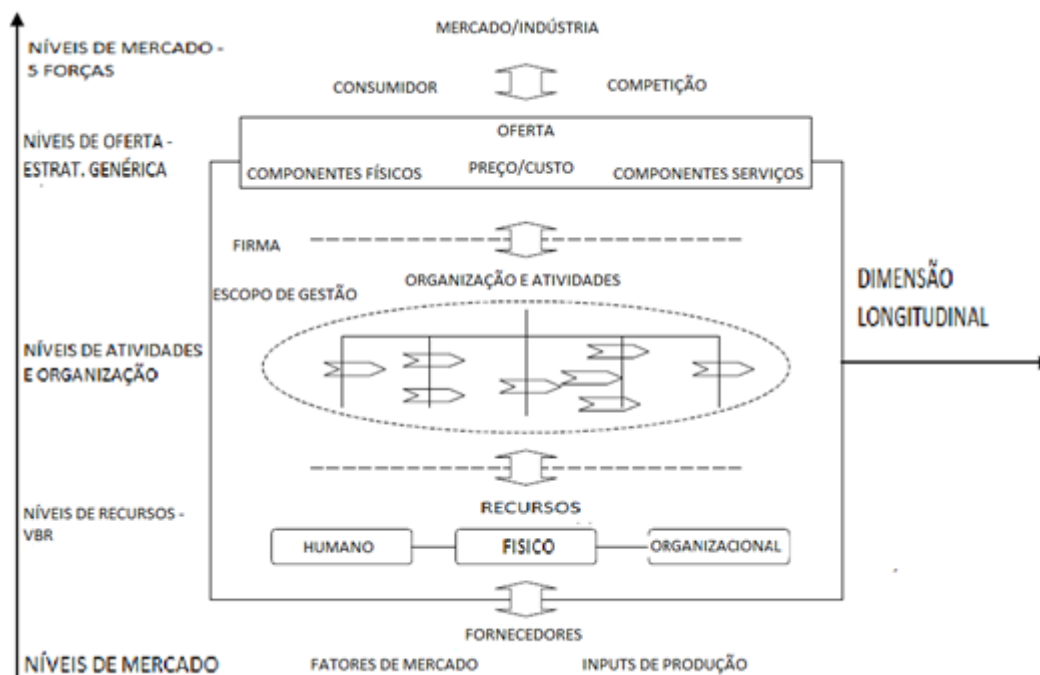 MERCADO/INDÚSTRIA
NÍVEIS DE MERCADO -
5 FORÇAS
CONSUMIDOR
COMPETIÇÃO
NÍVEIS DE OFERTA -
ESTRAT. GENÉRICA
OFERTA
COMPONENTES FÍSICOS
PREÇO/CUSTO
COMPONENTES SERVIÇOS
FIRMA
ORGANIZAÇÃO E ATIVIDADES
ESCOPO DE GESTÃO
DIMENSÃO
LONGITUDINAL
NÍVEIS DE ATIVIDADES
E ORGANIZAÇÃO
RECURSOS
NÍVEIS DE RECURSOS -
VBR
HUMANO
FISICO
ORGANIZACIONAL
FORNECEDORES
NÍVEIS DE MERCADO
FATORES DE MERCADO
INPUTS DE PRODUÇÃO